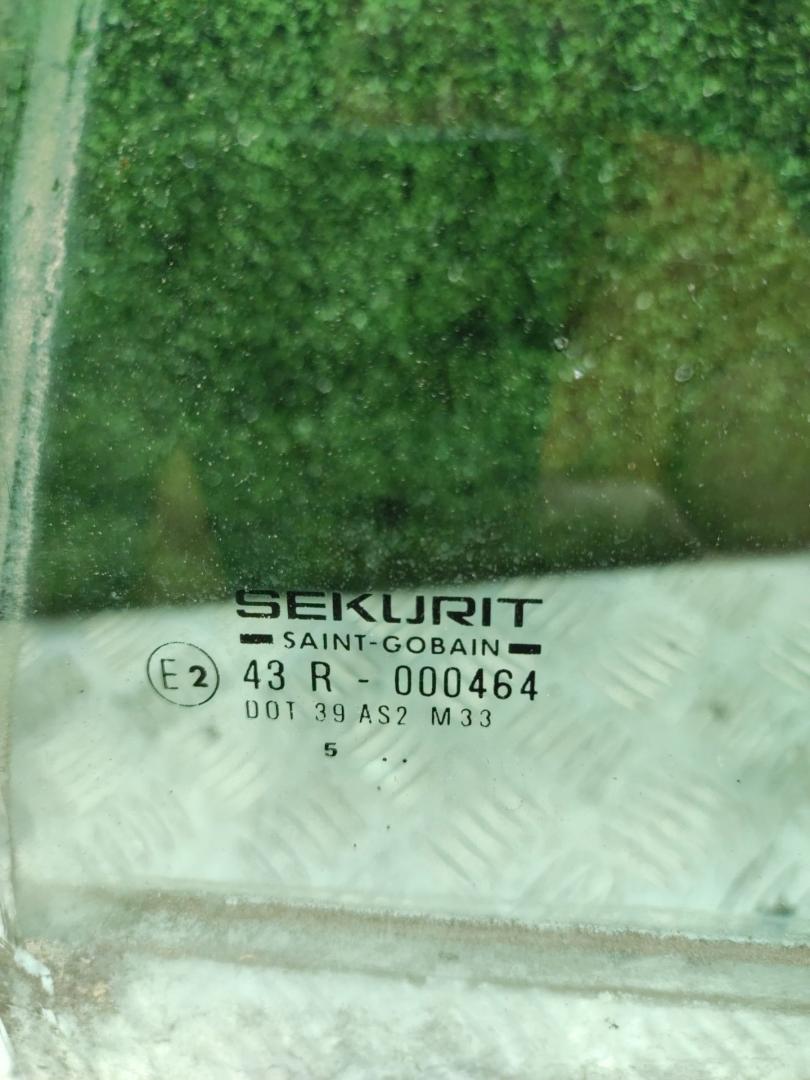 SEKURIT
SAINT-GOBAIN
E2 43 R - 000464
DOT 39 AS2 M33
5 ..